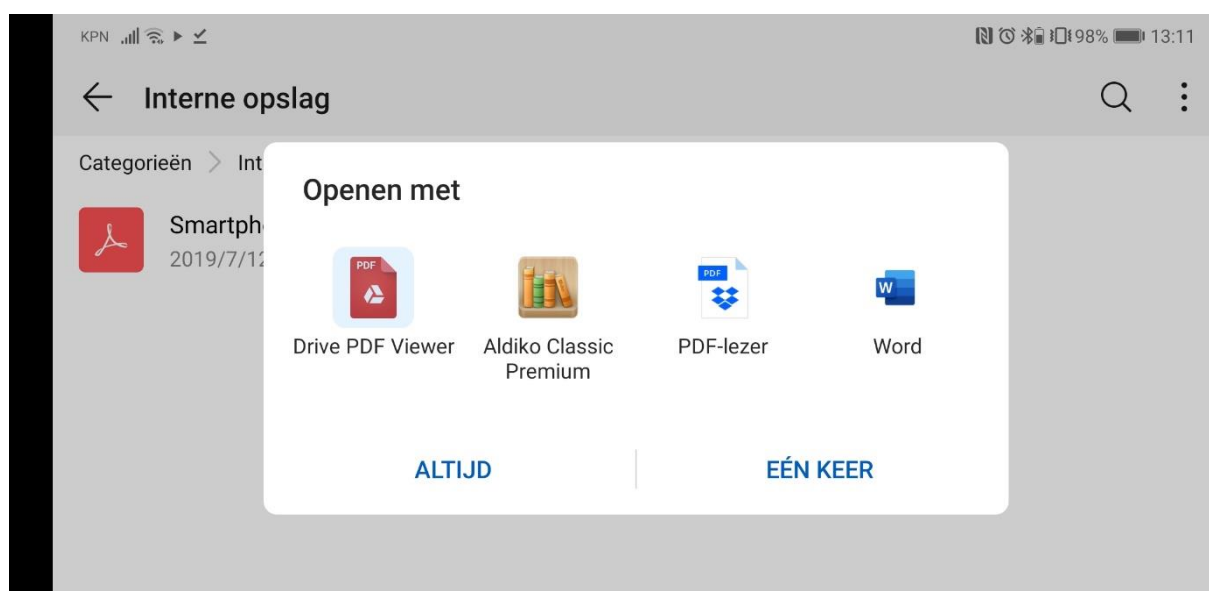 KPN 98% 13:11
Interne opslag
Categorieën > Int
Smartph
2019/7/12
Openen met
PDF
PDF
W
Drive PDF Viewer Aldiko Classic Premium PDF-lezer Word
ALTIJD EÉN KEER